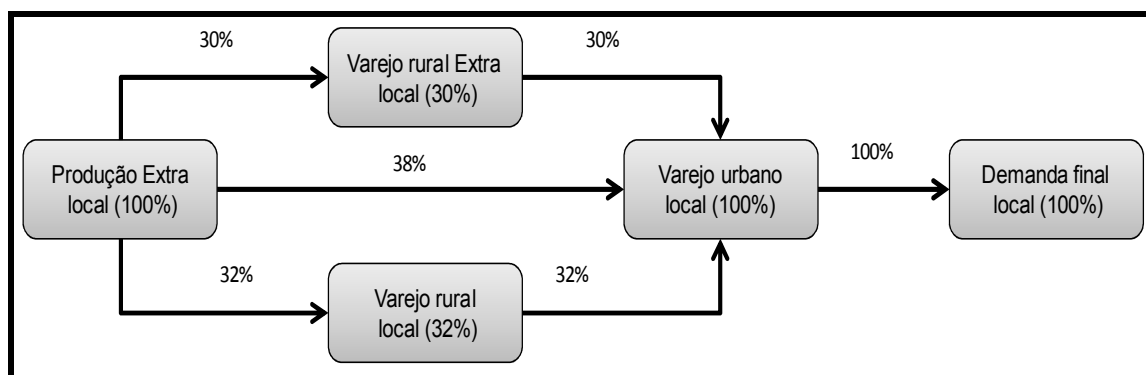 30%
30%
Varejo rural Extra
local (30%)
Produção Extra
local (100%)
38%
Varejo urbano
local (100%)
100%
Demanda final
local (100%)
32%
32%
Varejo rural
local (32%)